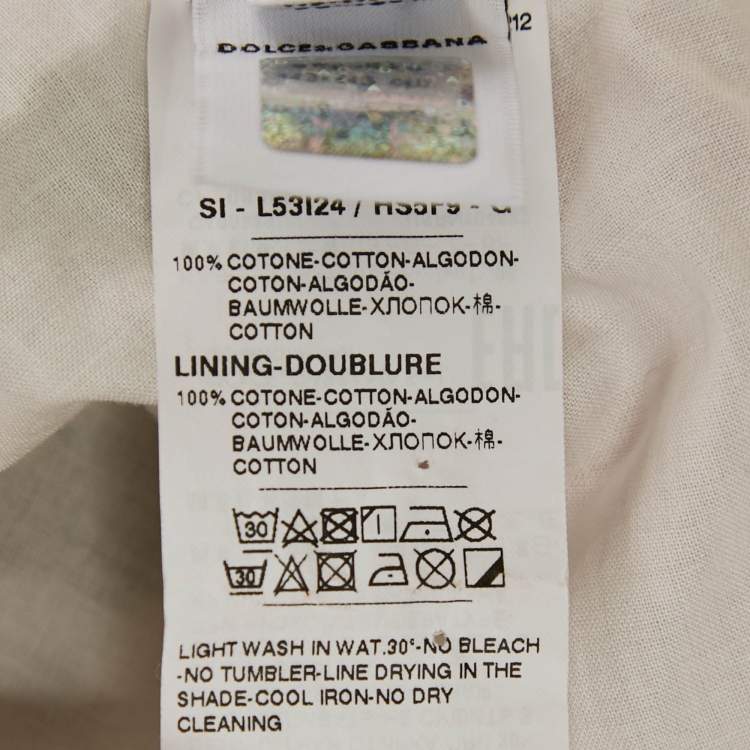 312
DOLCE & GABBANA
SI - L53I24 / HS5F9 - G
100% COTONE-COTTON-ALGODON-
COTON-ALGODÃO-
BAUMWOLLE-ХЛОПОК-棉-
COTTON
LINING-DOUBLURE
100% COTONE-COTTON-ALGODON-
COTON-ALGODÃO-
BAUMWOLLE-ХЛОПОК-棉-
COTTON
30
30
LIGHT WASH IN WAT.30°-NO BLEACH
-NO TUMBLER-LINE DRYING IN THE
SHADE-COOL IRON-NO DRY
CLEANING